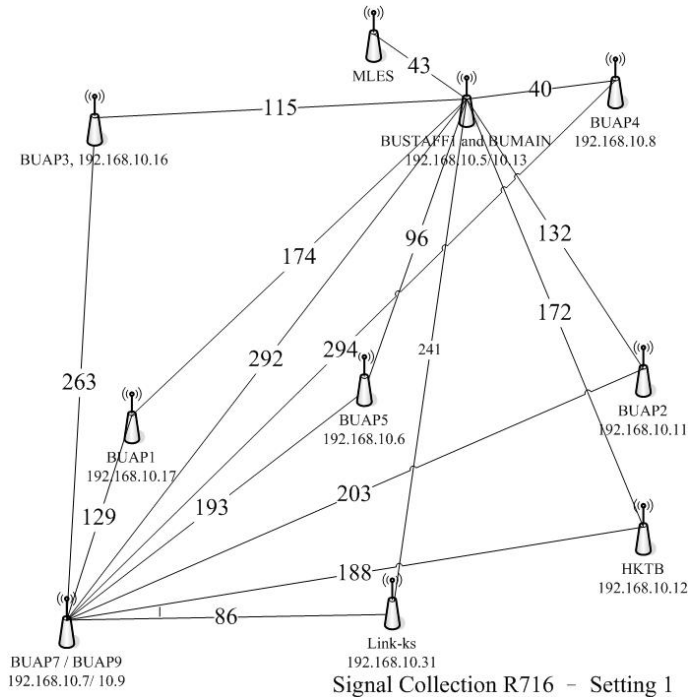 43
MLES
40
BUAP4
192.168.10.8
115
BUAP3, 192.168.10.16
BUSTAFF1 and BUMAIN
192.168.10.5/10.13
96
132
174
172
241
294
292
263
BUAP2
192.168.10.11
BUAP5
192.168.10.6
BUAP1
192.168.10.17
203
193
129
HKTB
192.168.10.12
188
86
Link-ks
192.168.10.31
BUAP7 / BUAP9
192.168.10.7/ 10.9
Signal Collection R716 – Setting 1